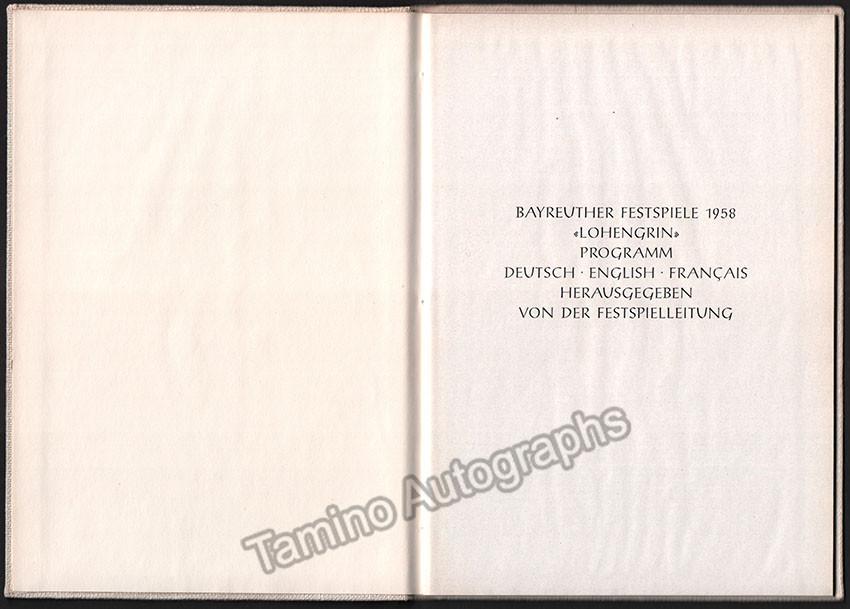 BAYREUTHER FESTSPIELE 1958
«LOHENGRIN»
PROGRAMM
DEUTSCH · ENGLISH · FRANÇAIS
HERAUSGEGEBEN
VON DER FESTSPIELLEITUNG
Tamino Autographs